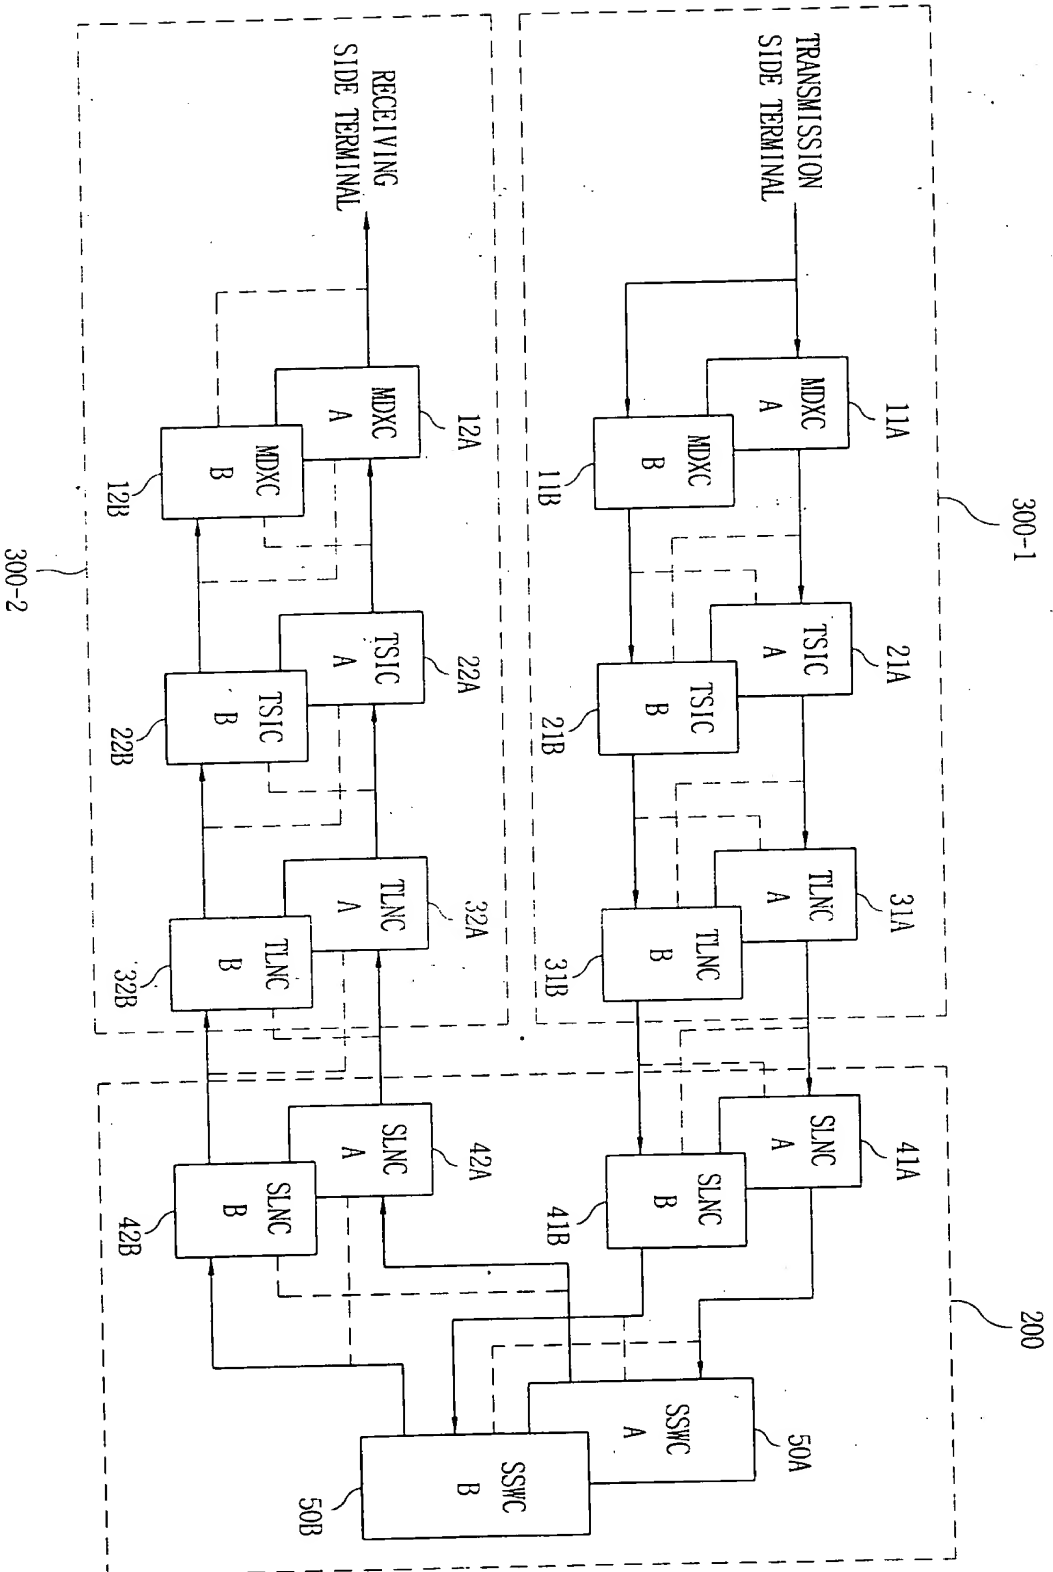 300-1
TRANSMISSION
SIDE TERMINAL
11A
MDXC
A
MDXC
B
11B
21A
TSIC
A
TSIC
B
21B
31A
TLNC
A
TLNC
B
31B
200
41A
SLNC
A
SLNC
B
41B
50A
SSWC
A
SSWC
B
50B
RECEIVING
SIDE TERMINAL
12A
MDXC
A
MDXC
B
12B
22A
TSIC
A
TSIC
B
22B
32A
TLNC
A
TLNC
B
32B
42A
SLNC
A
SLNC
B
42B
300-2